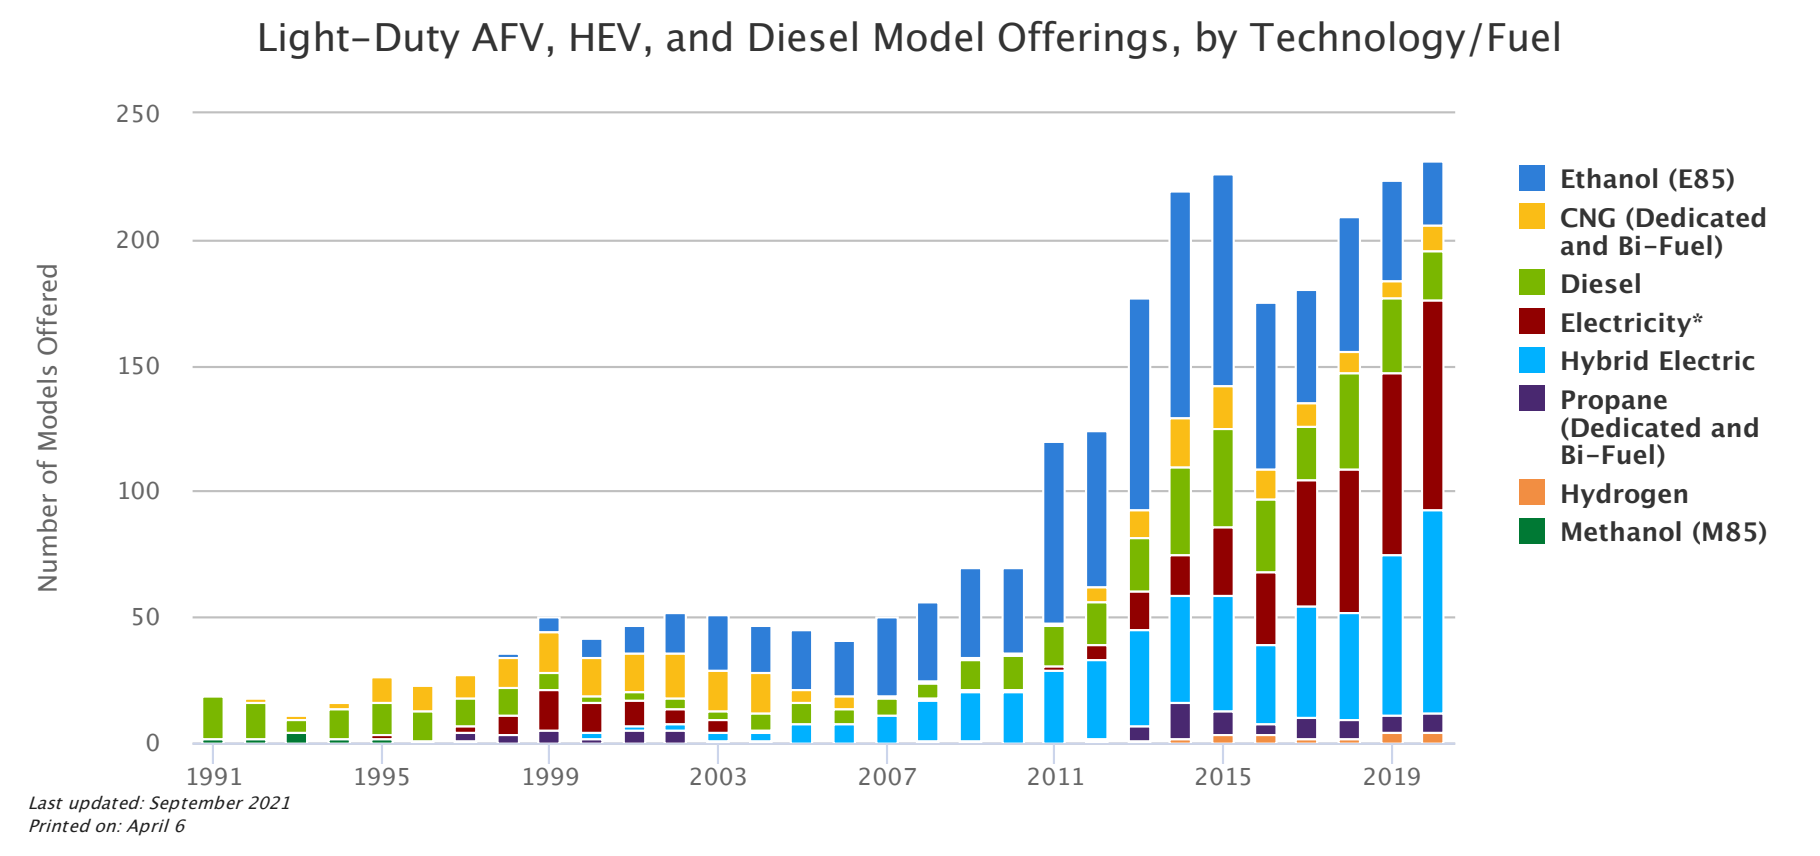 Light-Duty AFV, HEV, and Diesel Model Offerings, by Technology/Fuel
Number of Models Offered
250
200
150
100
50
0
1991
1995
1999
2003
2007
2011
2015
2019
Ethanol (E85)
CNG (Dedicated
and Bi-Fuel)
Diesel
Electricity*
Hybrid Electric
Propane
(Dedicated and
Bi-Fuel)
Hydrogen
Methanol (M85)
Last updated: September 2021
Printed on: April 6